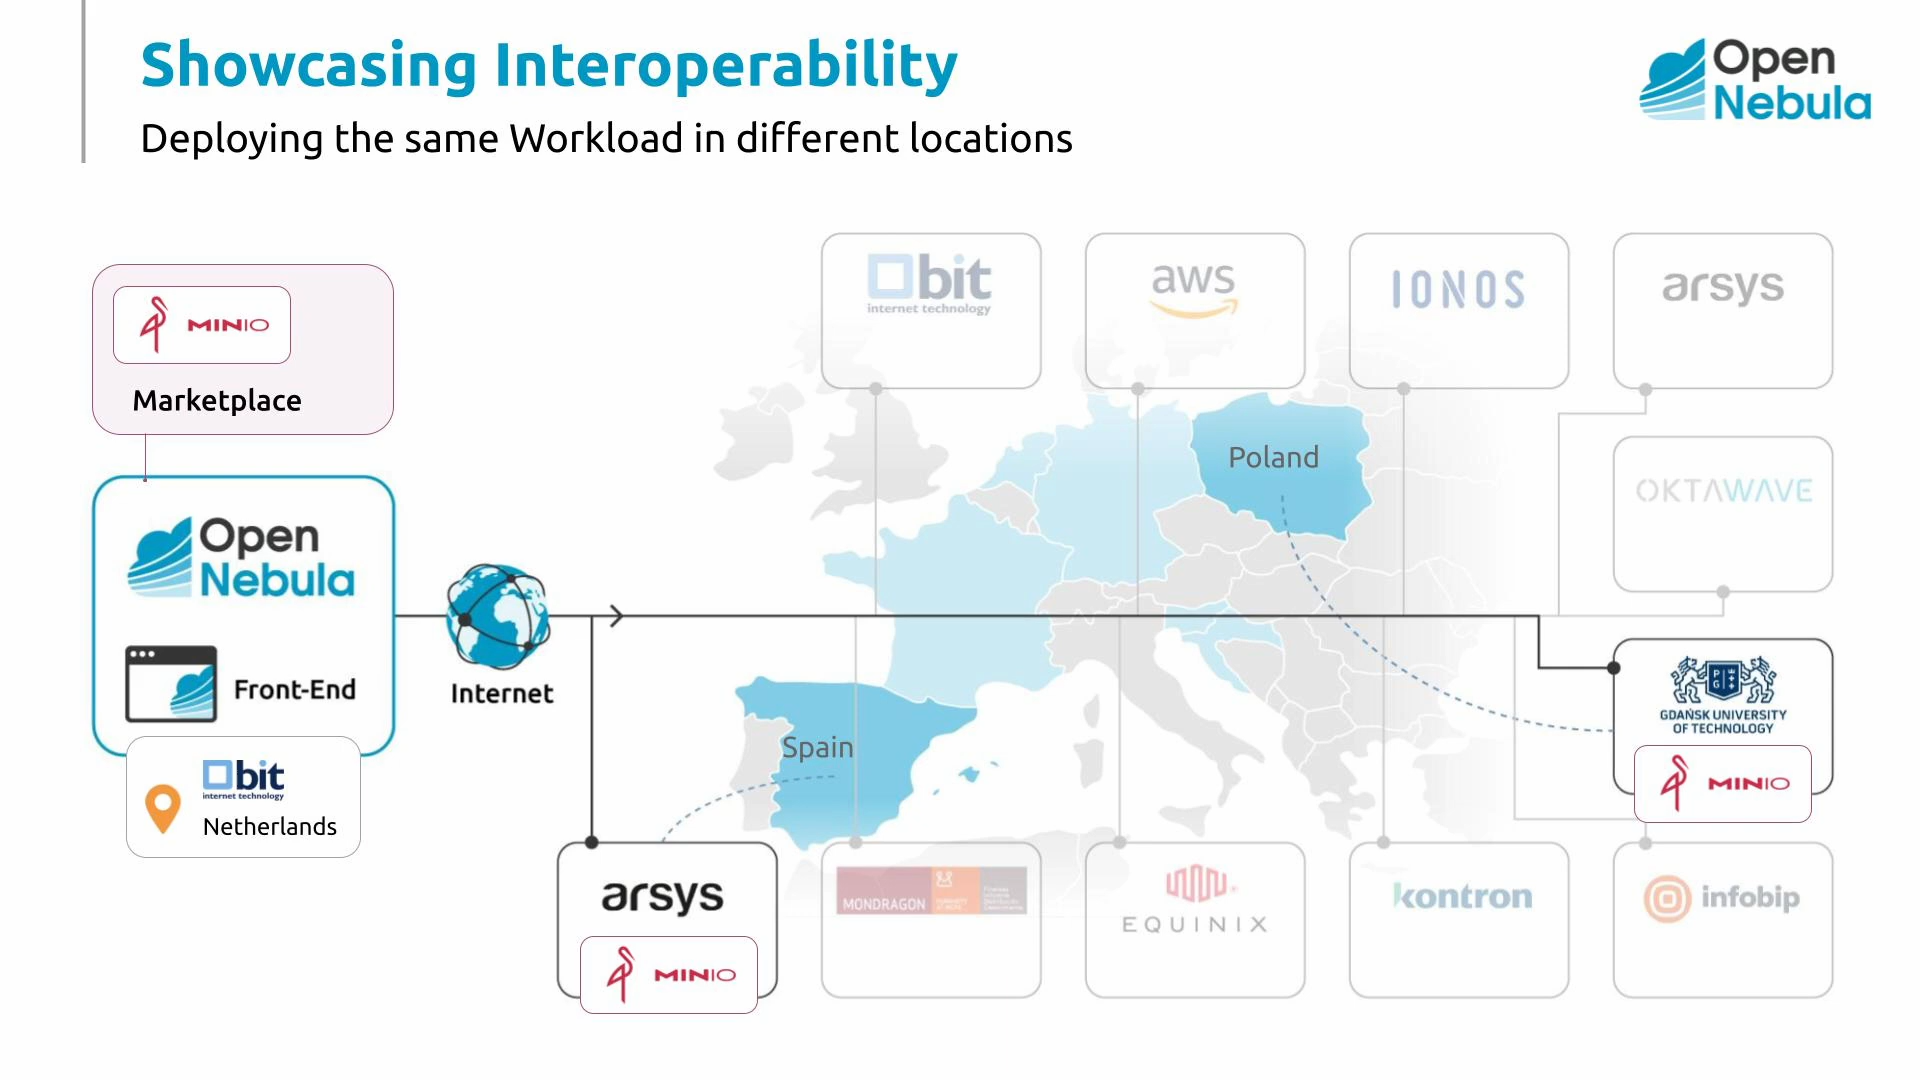 Showcasing Interoperability
Deploying the same Workload in different locations
Open
Nebula
MINIO
Marketplace
Open
Nebula
Front-End
bit
internet technology
Netherlands
Internet
bit
internet technology
aws
IONOS
arsys
OKTAWAVE
Poland
Spain
P G
GDAŃSK UNIVERSITY
OF TECHNOLOGY
MINIO
arsys
MINIO
MONDRAGON
EQUINIX
kontron
infobip